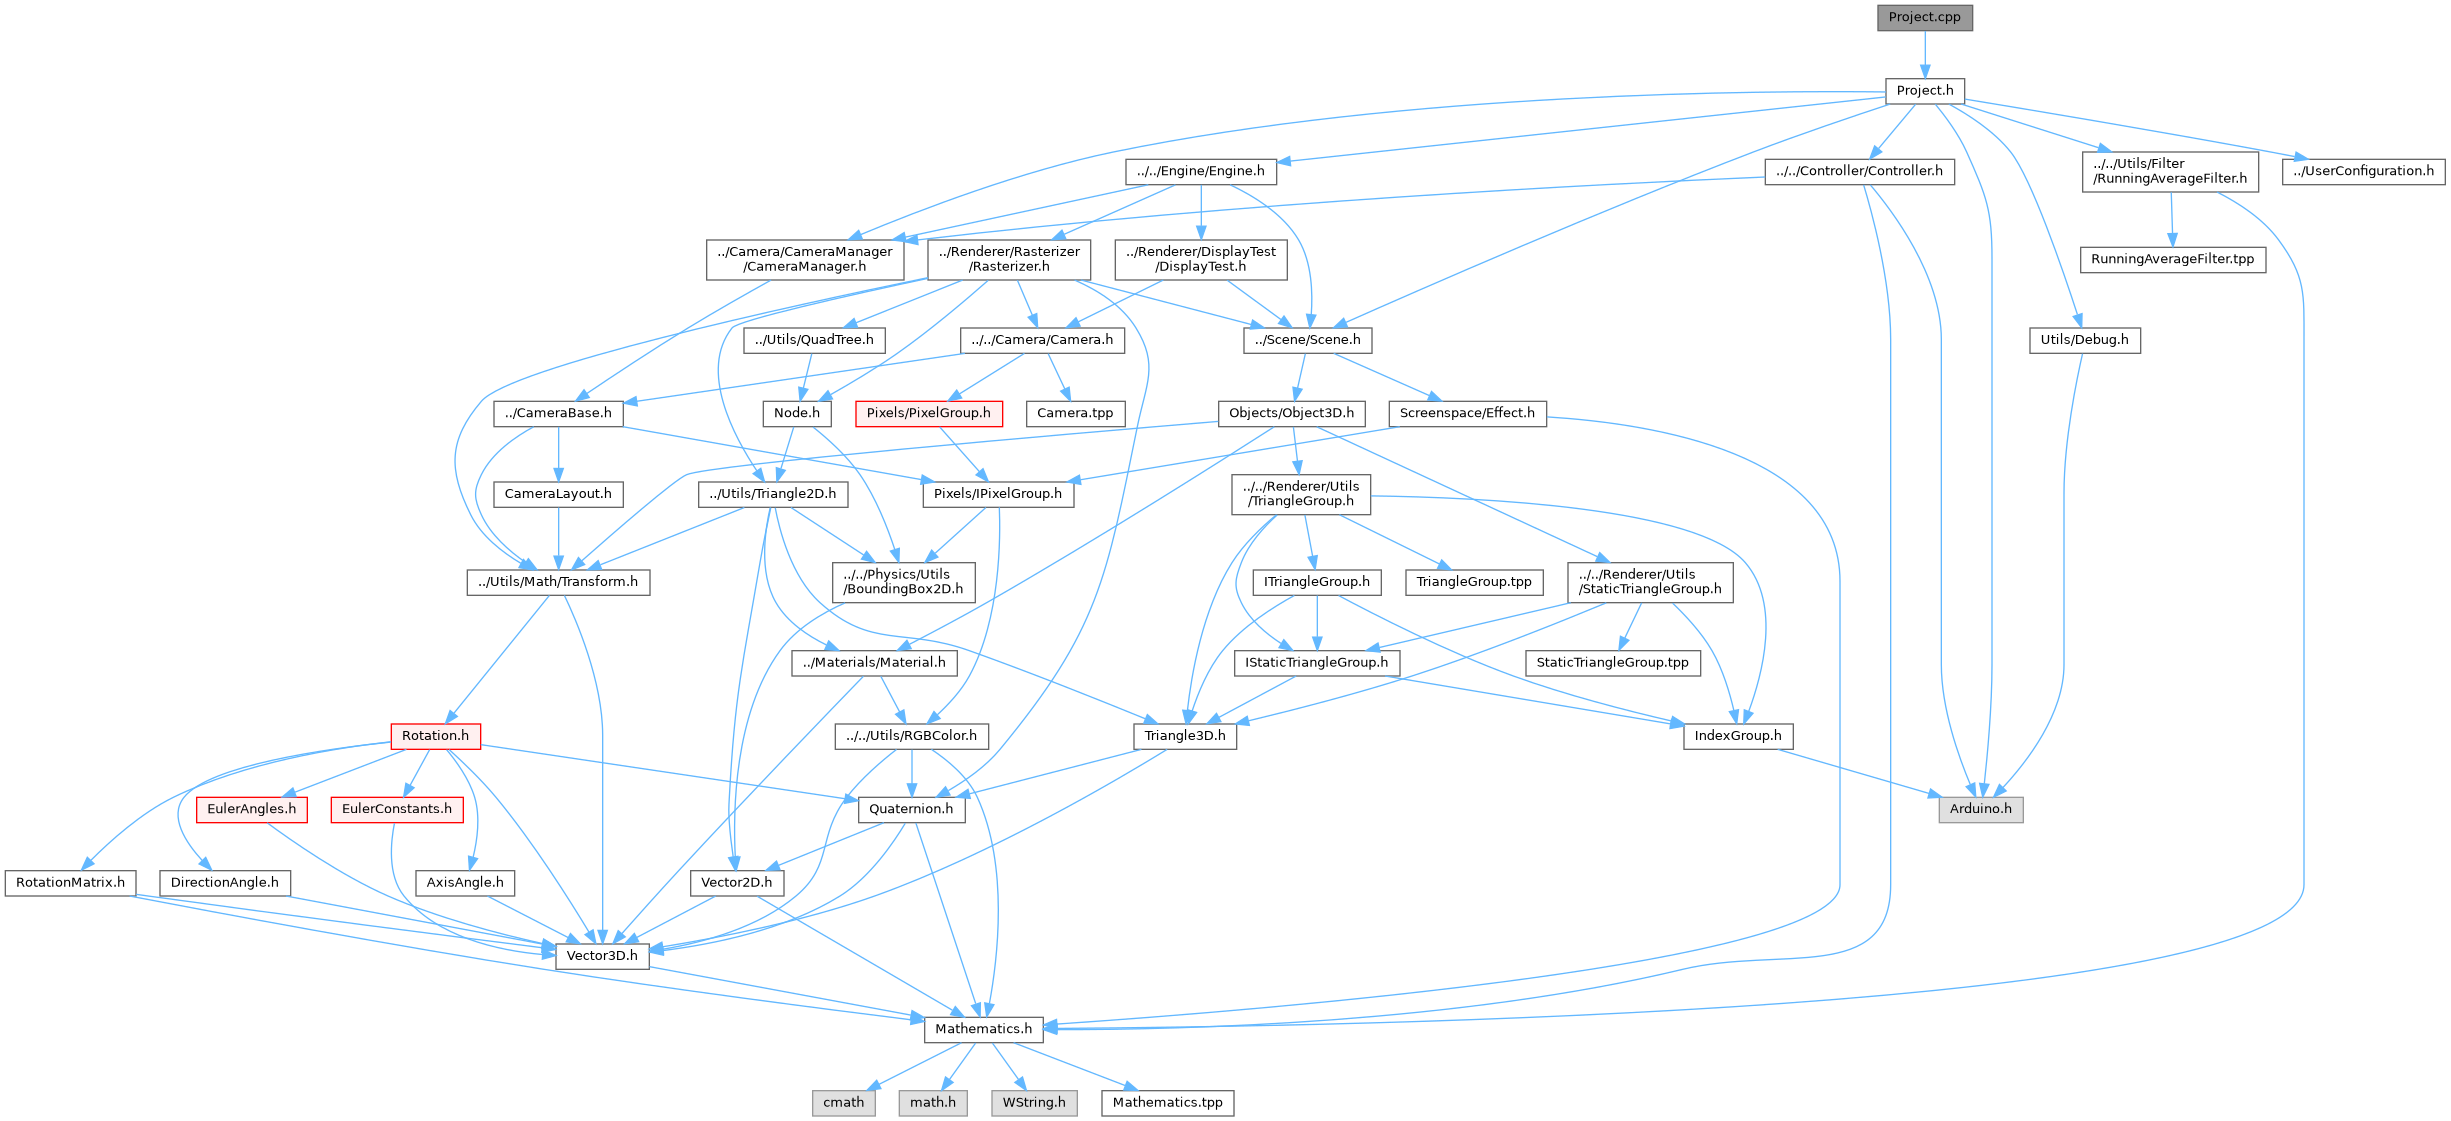 Project.cpp
Project.h
../../Engine/Engine.h
../../Controller/Controller.h
../../Utils/Filter
/RunningAverageFilter.h
../UserConfiguration.h
../Camera/CameraManager
/CameraManager.h
../Renderer/Rasterizer
/Rasterizer.h
../Renderer/DisplayTest
/DisplayTest.h
RunningAverageFilter.tpp
../Utils/QuadTree.h
../../Camera/Camera.h
../Scene/Scene.h
Utils/Debug.h
../CameraBase.h
Node.h
Pixels/PixelGroup.h
Camera.tpp
Objects/Object3D.h
Screenspace/Effect.h
CameraLayout.h
../Utils/Triangle2D.h
Pixels/IPixelGroup.h
../../Renderer/Utils
/TriangleGroup.h
../Utils/Math/Transform.h
../../Physics/Utils
/BoundingBox2D.h
ITriangleGroup.h
TriangleGroup.tpp
../../Renderer/Utils
/StaticTriangleGroup.h
../Materials/Material.h
IStaticTriangleGroup.h
StaticTriangleGroup.tpp
Rotation.h
../../Utils/RGBColor.h
Triangle3D.h
IndexGroup.h
EulerAngles.h
EulerConstants.h
Quaternion.h
Arduino.h
RotationMatrix.h
DirectionAngle.h
AxisAngle.h
Vector2D.h
Vector3D.h
Mathematics.h
cmath
math.h
WString.h
Mathematics.tpp